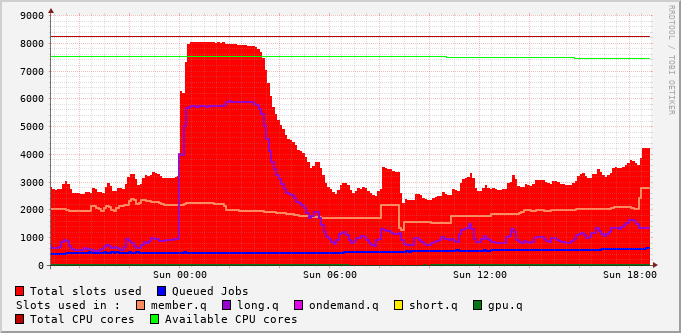 9000
8000
7000
6000
5000
4000
3000
2000
1000
0
Sun 00:00 Sun 06:00 Sun 12:00 Sun 18:00
RRDTOOL / TOBI OETIKER
Total slots used Queued Jobs
Slots used in : member.q long.q ondemand.q short.q gpu.q
Total CPU cores Available CPU cores